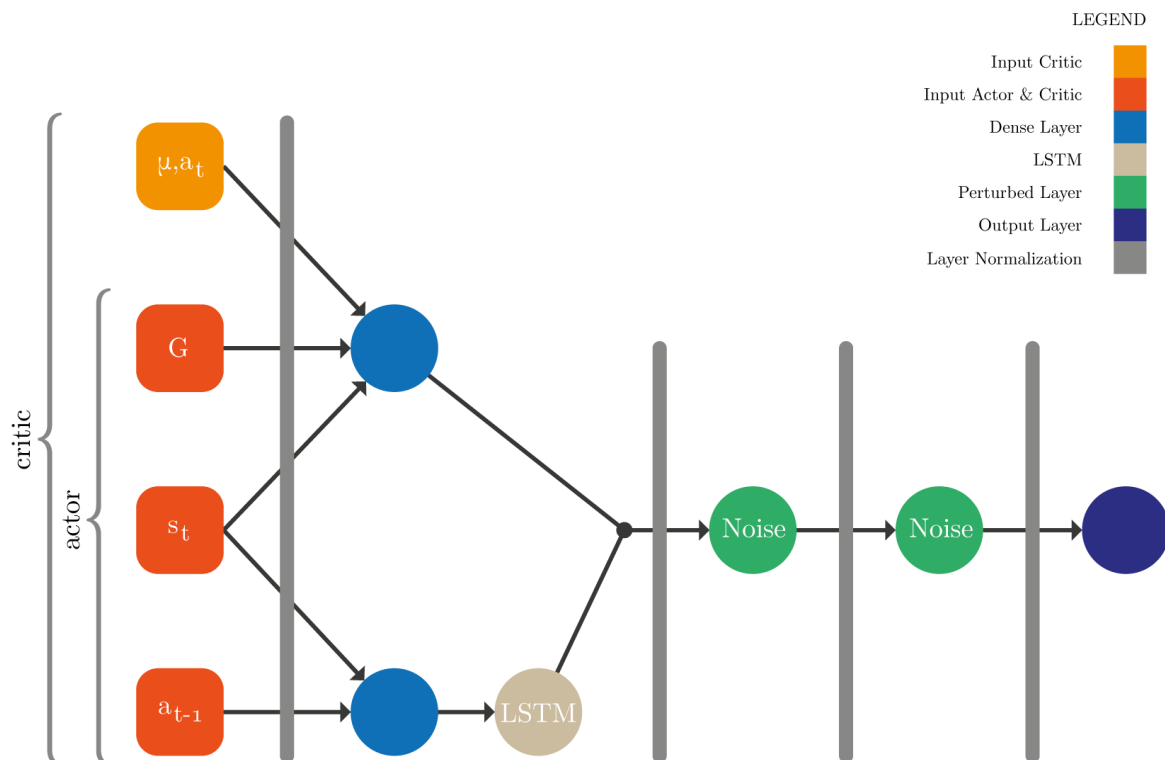 LEGEND
Input Critic
Input Actor & Critic
Dense Layer
LSTM
Perturbed Layer
Output Layer
Layer Normalization
critic
actor
μ,at
G
st
at-1
LSTM
Noise
Noise